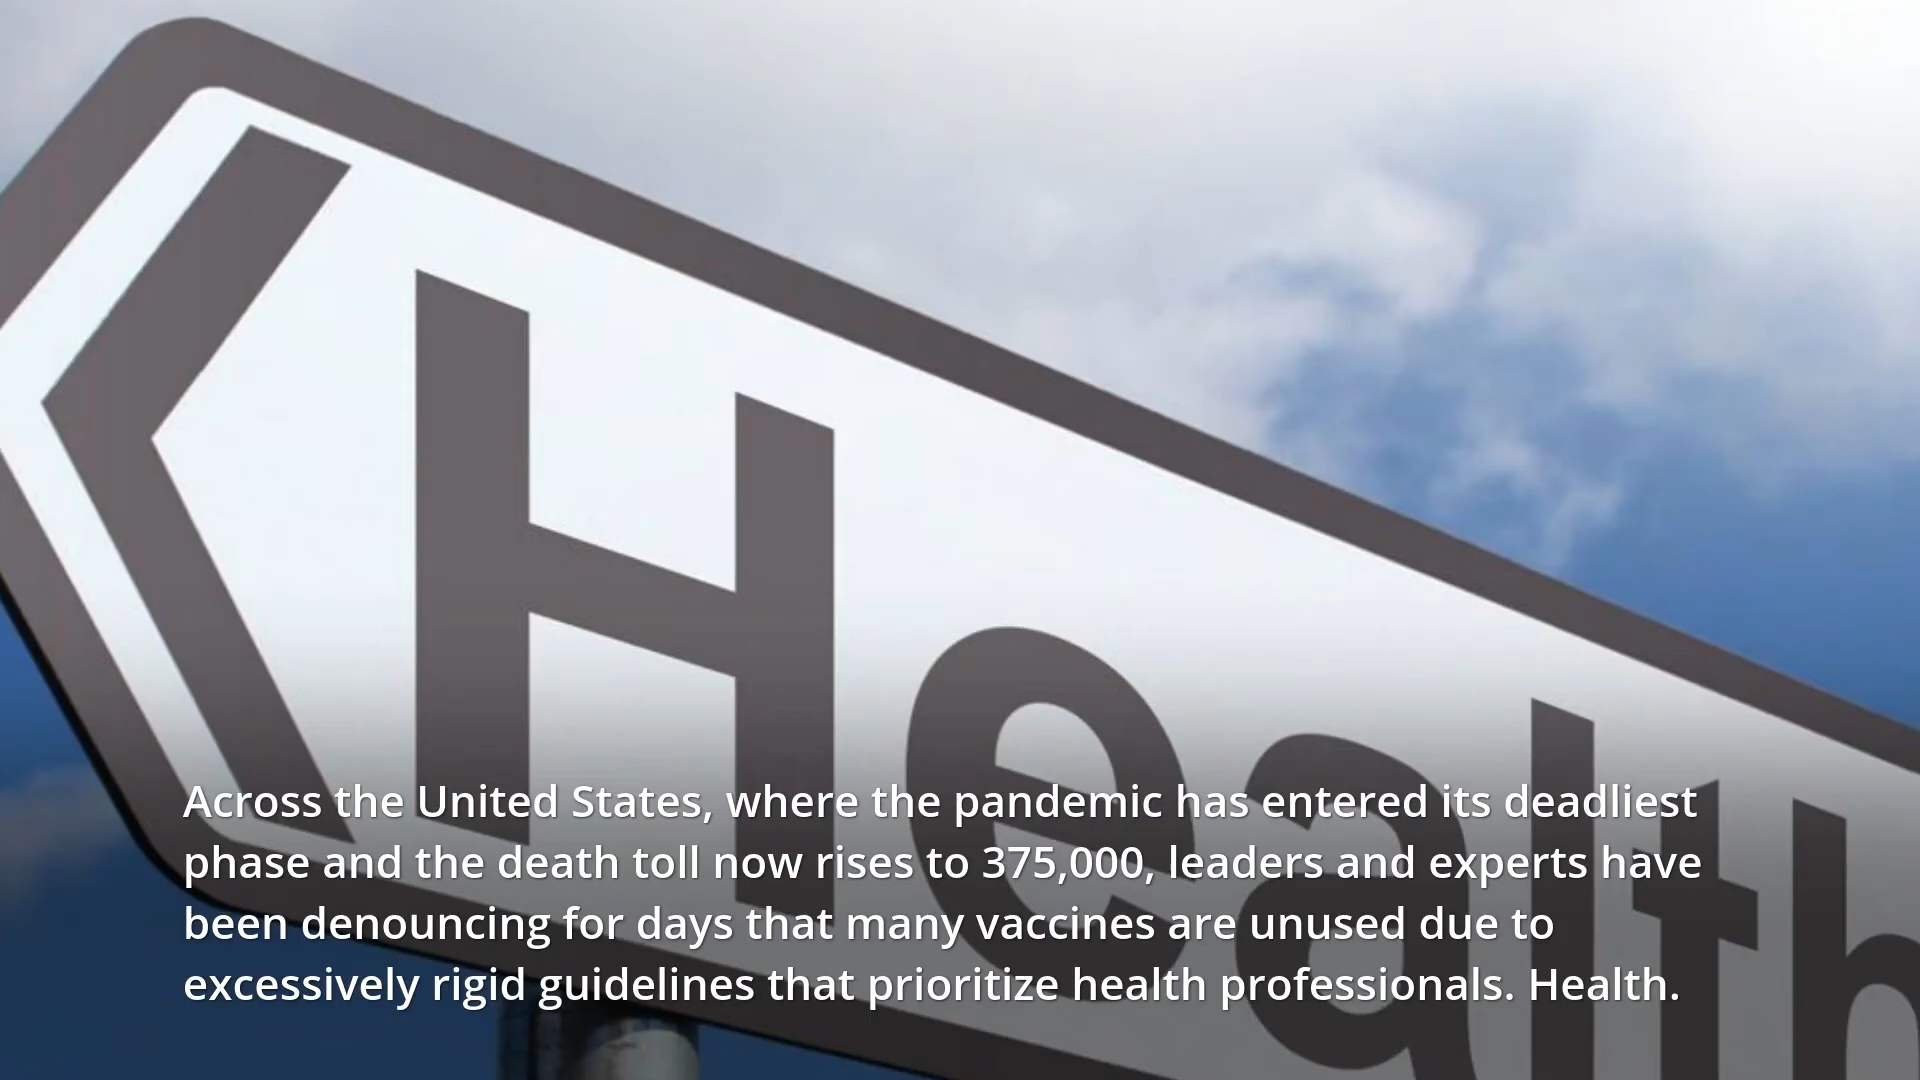 Health
Across the United States, where the pandemic has entered its deadliest
phase and the death toll now rises to 375,000, leaders and experts have
been denouncing for days that many vaccines are unused due to
excessively rigid guidelines that prioritize health professionals. Health.